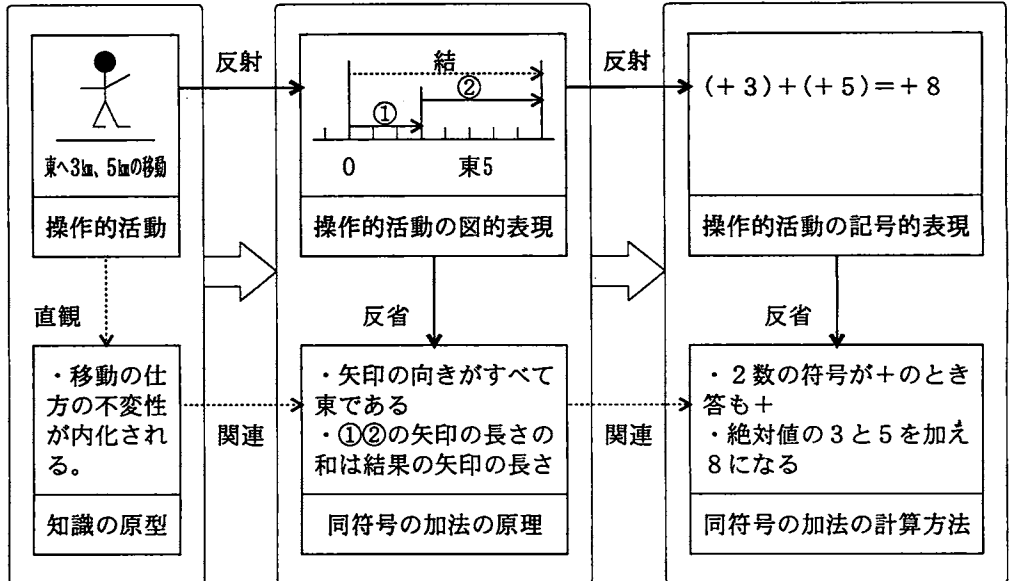 反射
結
②
①
0
東5
反射
(+3)+(+5)=+8
東へ3㎞、5㎞の移動
操作的活動
操作的活動の図的表現
操作的活動の記号的表現
直観
反省
反省
・移動の仕
方の不変性
が内化され
る。
知識の原型
関連
・矢印の向きがすべて
東である
・①②の矢印の長さの
和は結果の矢印の長さ
同符号の加法の原理
関連
・2数の符号が+のとき
答も+
・絶対値の3と5を加え
8になる
同符号の加法の計算方法